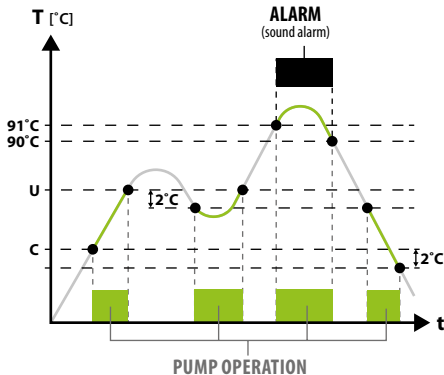 ALARM
(sound alarm)
T [˚C]
91˚C
90˚C
U
2˚C
C
2˚C
t
PUMP OPERATION